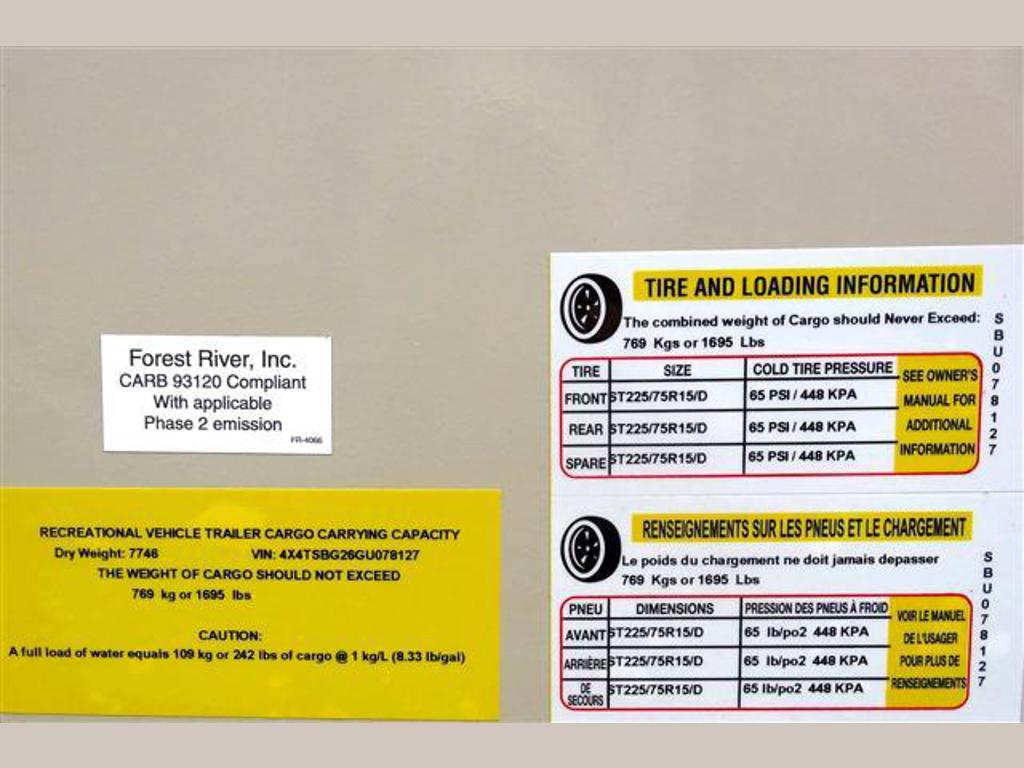 Forest River, Inc.
CARB 93120 Compliant
With applicable
Phase 2 emission
FR-4066
RECREATIONAL VEHICLE TRAILER CARGO CARRYING CAPACITY
Dry Weight: 7746 VIN: 4X4TSBG26GU078127
THE WEIGHT OF CARGO SHOULD NOT EXCEED
769 kg or 1695 lbs
CAUTION:
A full load of water equals 109 kg or 242 lbs of cargo @ 1 kg/L (8.33 lb/gal)
TIRE AND LOADING INFORMATION
The combined weight of Cargo should Never Exceed:
769 Kgs or 1695 Lbs
TIRE SIZE COLD TIRE PRESSURE
FRONT ST225/75R15/D 65 PSI / 448 KPA
REAR ST225/75R15/D 65 PSI / 448 KPA
SPARE ST225/75R15/D 65 PSI / 448 KPA
SEE OWNER'S
MANUAL FOR
ADDITIONAL
INFORMATION
SBU078127
RENSEIGNEMENTS SUR LES PNEUS ET LE CHARGEMENT
Le poids du chargement ne doit jamais depasser
769 Kgs or 1695 Lbs
PNEU DIMENSIONS PRESSION DES PNEUS À FROID
AVANT ST225/75R15/D 65 lb/po2 448 KPA
ARRIÈRE ST225/75R15/D 65 lb/po2 448 KPA
DE
SECOURS ST225/75R15/D 65 lb/po2 448 KPA
VOIR LE MANUEL
DE L'USAGER
POUR PLUS DE
RENSEIGNEMENTS
SBU078127